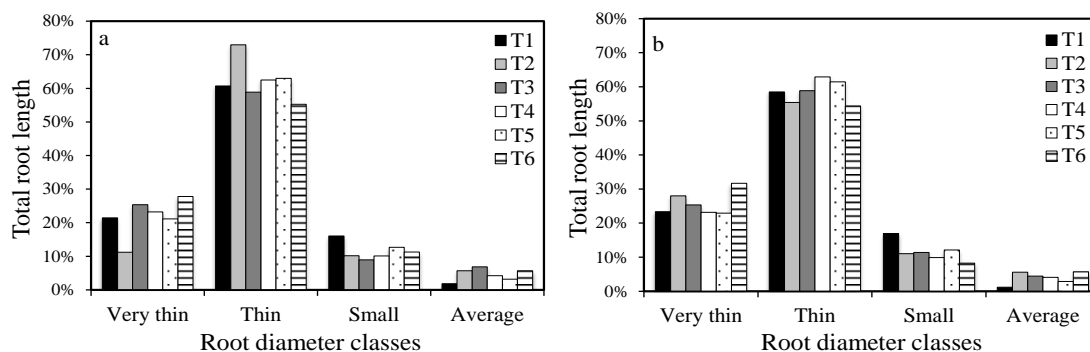 a
Total root length
80%
70%
60%
50%
40%
30%
20%
10%
0%
T1
T2
T3
T4
T5
T6
Very thin Thin Small Average
Root diameter classes
b
Total root length
80%
70%
60%
50%
40%
30%
20%
10%
0%
T1
T2
T3
T4
T5
T6
Very thin Thin Small Average
Root diameter classes